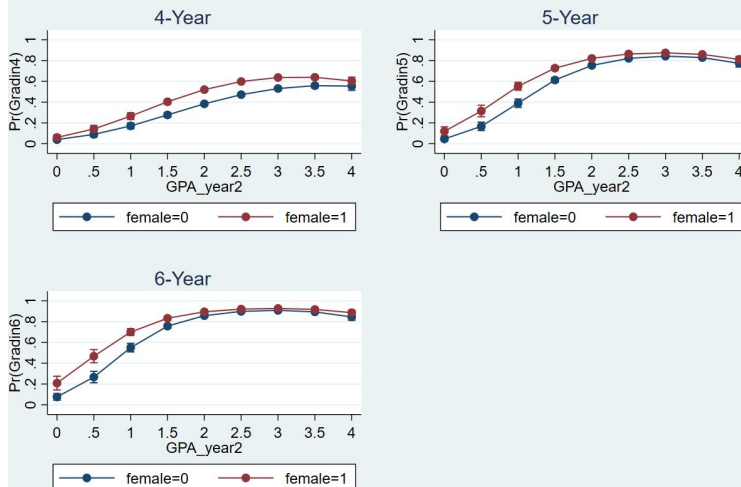 4-Year
Pr(Gradin4)
0 .2 .4 .6 .8 1
0 .5 1 1.5 2 2.5 3 3.5 4
GPA_year2
female=0 female=1
5-Year
Pr(Gradin5)
0 .2 .4 .6 .8 1
0 .5 1 1.5 2 2.5 3 3.5 4
GPA_year2
female=0 female=1
6-Year
Pr(Gradin6)
0 .2 .4 .6 .8 1
0 .5 1 1.5 2 2.5 3 3.5 4
GPA_year2
female=0 female=1